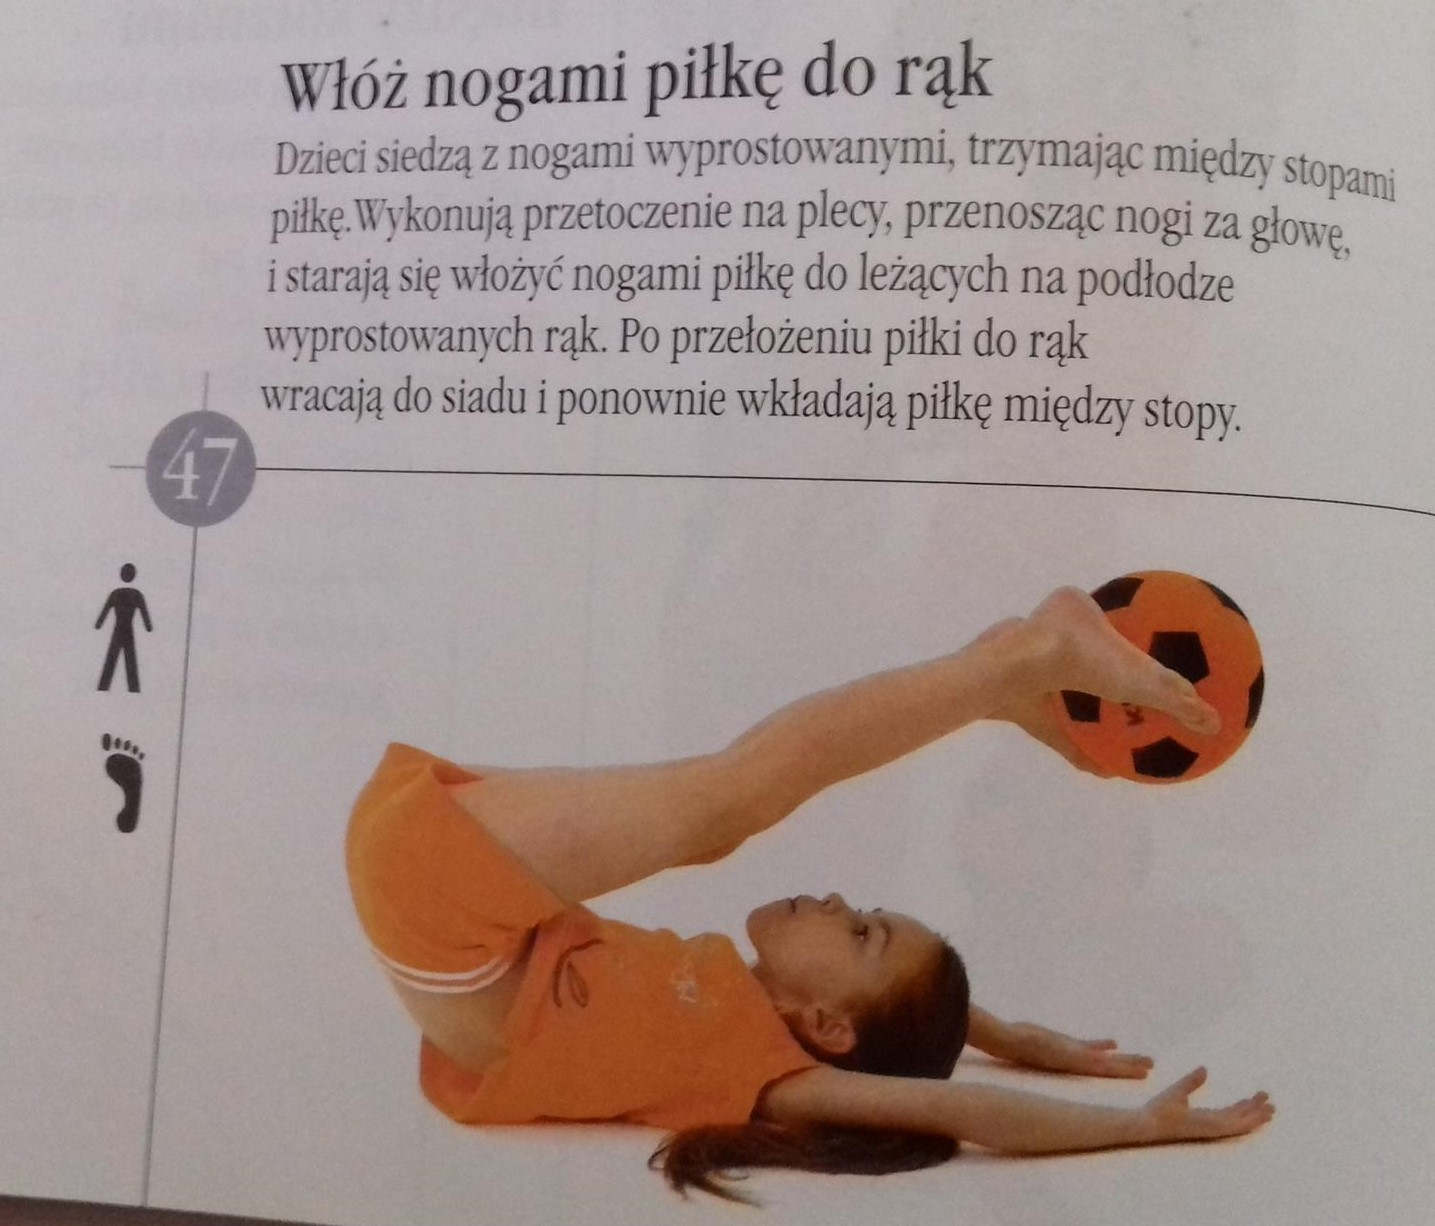 Włóż nogami piłkę do rąk
Dzieci siedzą z nogami wyprostowanymi, trzymając między stopami
piłkę.Wykonują przetoczenie na plecy, przenosząc nogi za głowę,
i starają się włożyć nogami piłkę do leżących na podłodze
wyprostowanych rąk. Po przełożeniu piłki do rąk
wracają do siadu i ponownie wkładają piłkę między stopy.
47